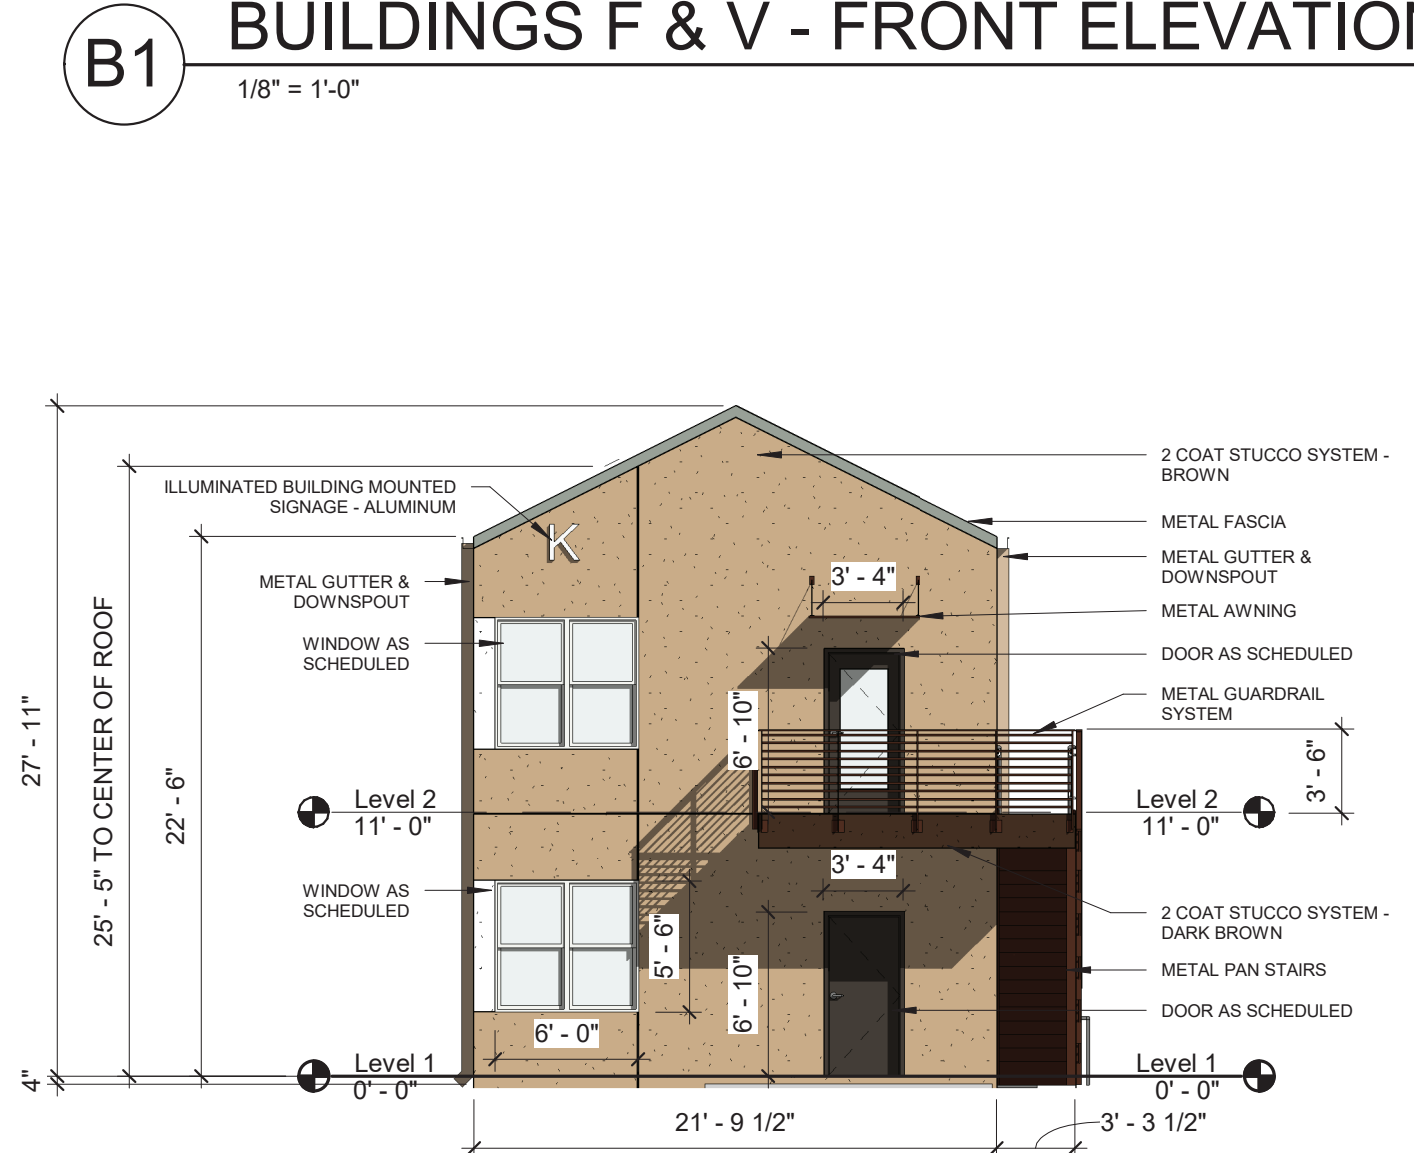 BUILDINGS F & V - FRONT ELEVATION
B1
1/8" = 1'-0"
2 COAT STUCCO SYSTEM -
BROWN
ILLUMINATED BUILDING MOUNTED
SIGNAGE - ALUMINUM
METAL FASCIA
K
METAL GUTTER &
DOWNSPOUT
METAL GUTTER &
DOWNSPOUT
3' - 4"
METAL AWNING
WINDOW AS
SCHEDULED
DOOR AS SCHEDULED
METAL GUARDRAIL
SYSTEM
27' - 11"
25' - 5" TO CENTER OF ROOF
22' - 6"
6' - 10"
3' - 6"
Level 2
11' - 0"
Level 2
11' - 0"
3' - 4"
WINDOW AS
SCHEDULED
2 COAT STUCCO SYSTEM -
DARK BROWN
5' - 6"
6' - 10"
METAL PAN STAIRS
DOOR AS SCHEDULED
6' - 0"
4"
Level 1
0' - 0"
Level 1
0' - 0"
21' - 9 1/2"
3' - 3 1/2"